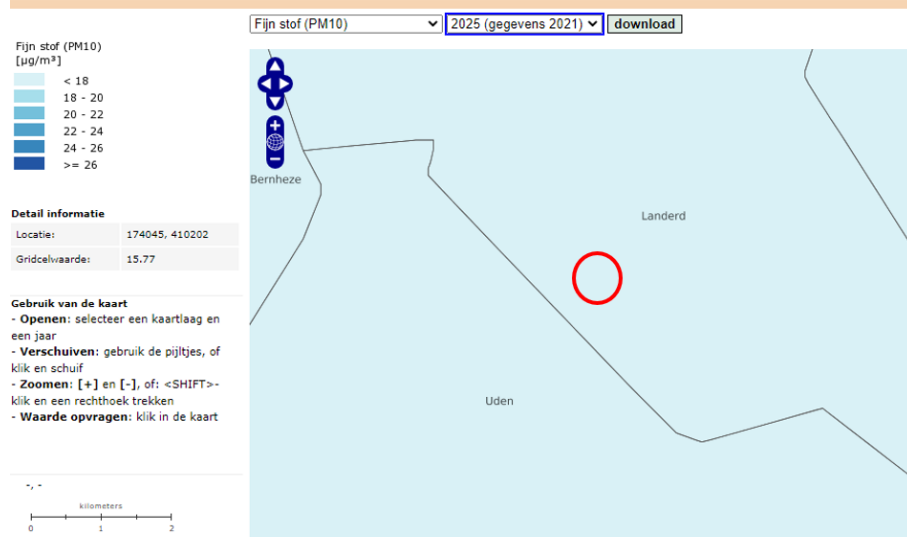 Fijn stof (PM10) 2025 (gegevens 2021) download
Fijn stof (PM10)
[µg/m³]
< 18
18 - 20
20 - 22
22 - 24
24 - 26
>= 26
Bernheze
Landerd
Uden
Detail informatie
Locatie: 174045, 410202
Gridcelwaarde: 15.77
Gebruik van de kaart
- Openen: selecteer een kaartlaag en
een jaar
- Verschuiven: gebruik de pijltjes, of
klik en schuif
- Zoomen: [+] en [-], of: <SHIFT>-
klik en een rechthoek trekken
- Waarde opvragen: klik in de kaart
-, -
kilometers
0 1 2